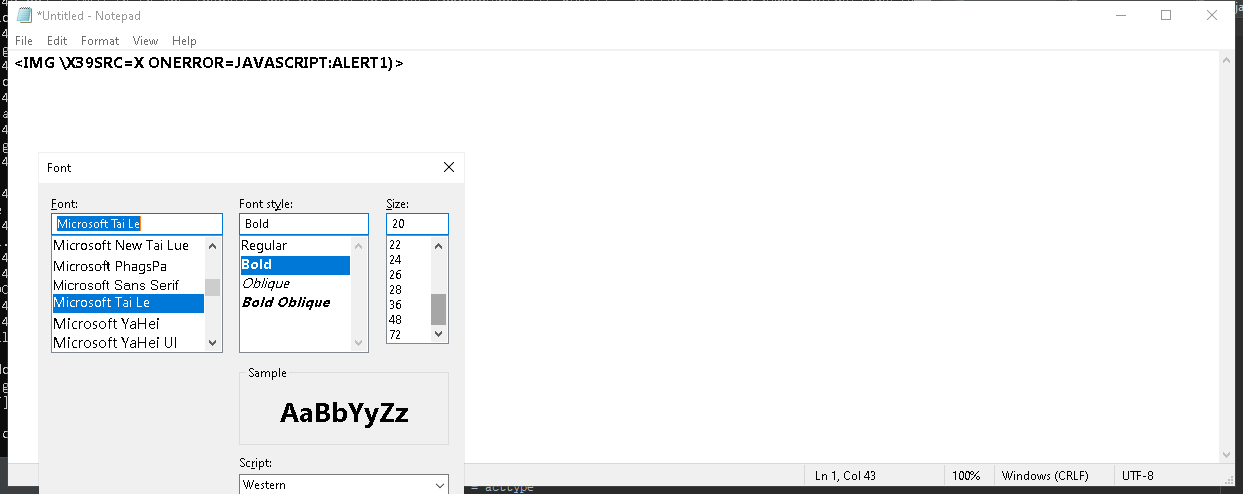 *Untitled - Notepad
File Edit Format View Help
<IMG \X39SRC=X ONERROR=JAVASCRIPT:ALERT1)>
Font
Font: Font style: Size:
Microsoft Tai Le Bold 20
Microsoft New Tai Lue Regular 22
Microsoft PhagsPa Bold 24
Microsoft Sans Serif Oblique 26
Microsoft Tai Le Bold Oblique 28
Microsoft YaHei 36
Microsoft YaHei UI 48
72
Sample
AaBbYyZz
Script:
Western
Ln 1, Col 43 100% Windows (CRLF) UTF-8
= acctype